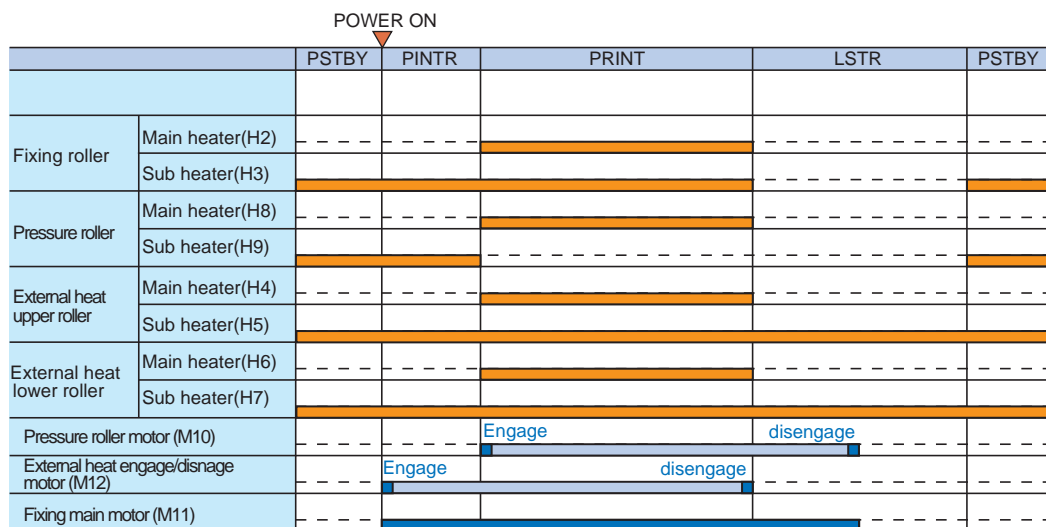 POWER ON
PSTBY PINTR PRINT LSTR PSTBY
Fixing roller
Main heater(H2)
Sub heater(H3)
Pressure roller
Main heater(H8)
Sub heater(H9)
External heat
upper roller
Main heater(H4)
Sub heater(H5)
External heat
lower roller
Main heater(H6)
Sub heater(H7)
Pressure roller motor (M10)
Engage disengage
External heat engage/disnage
motor (M12)
Engage disengage
Fixing main motor (M11)